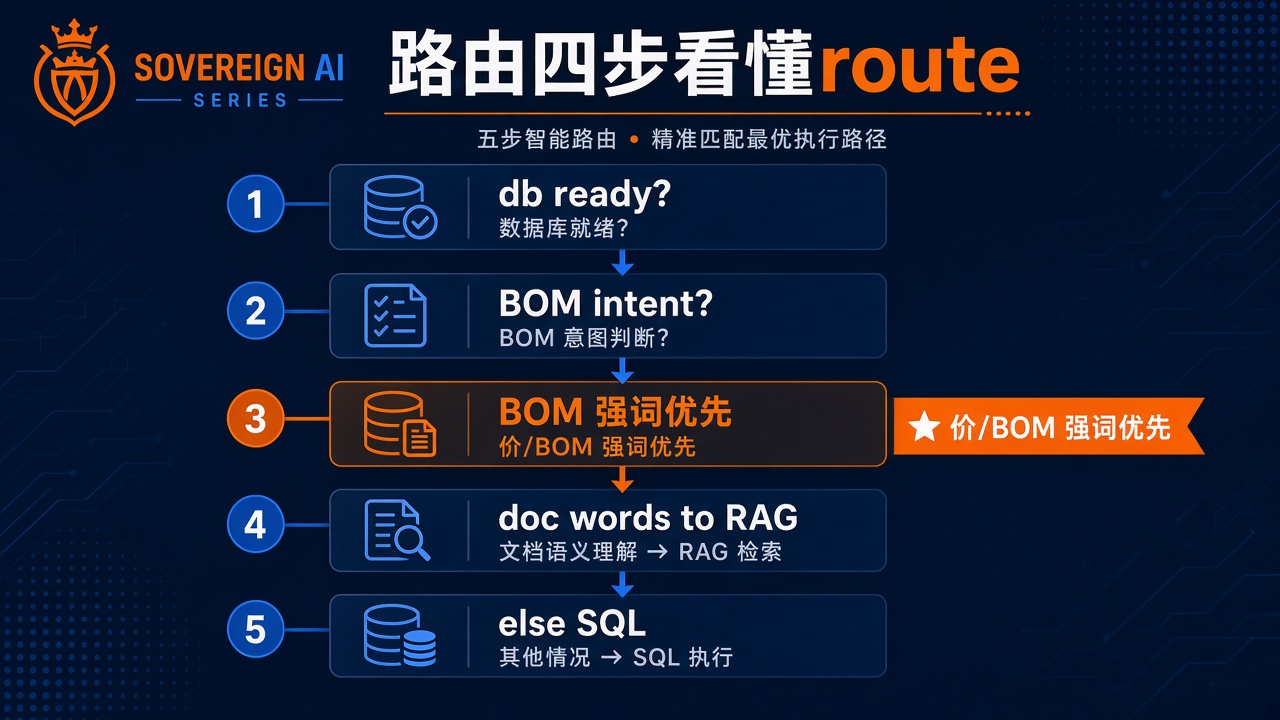 SOVEREIGN AI
SERIES
路由四步看懂route
五步智能路由 • 精准匹配最优执行路径
1
db ready?
数据库就绪?
2
BOM intent?
BOM 意图判断?
3
BOM 强词优先
价/BOM 强词优先
★ 价/BOM 强词优先
4
doc words to RAG
文档语义理解 → RAG 检索
5
else SQL
其他情况 → SQL 执行